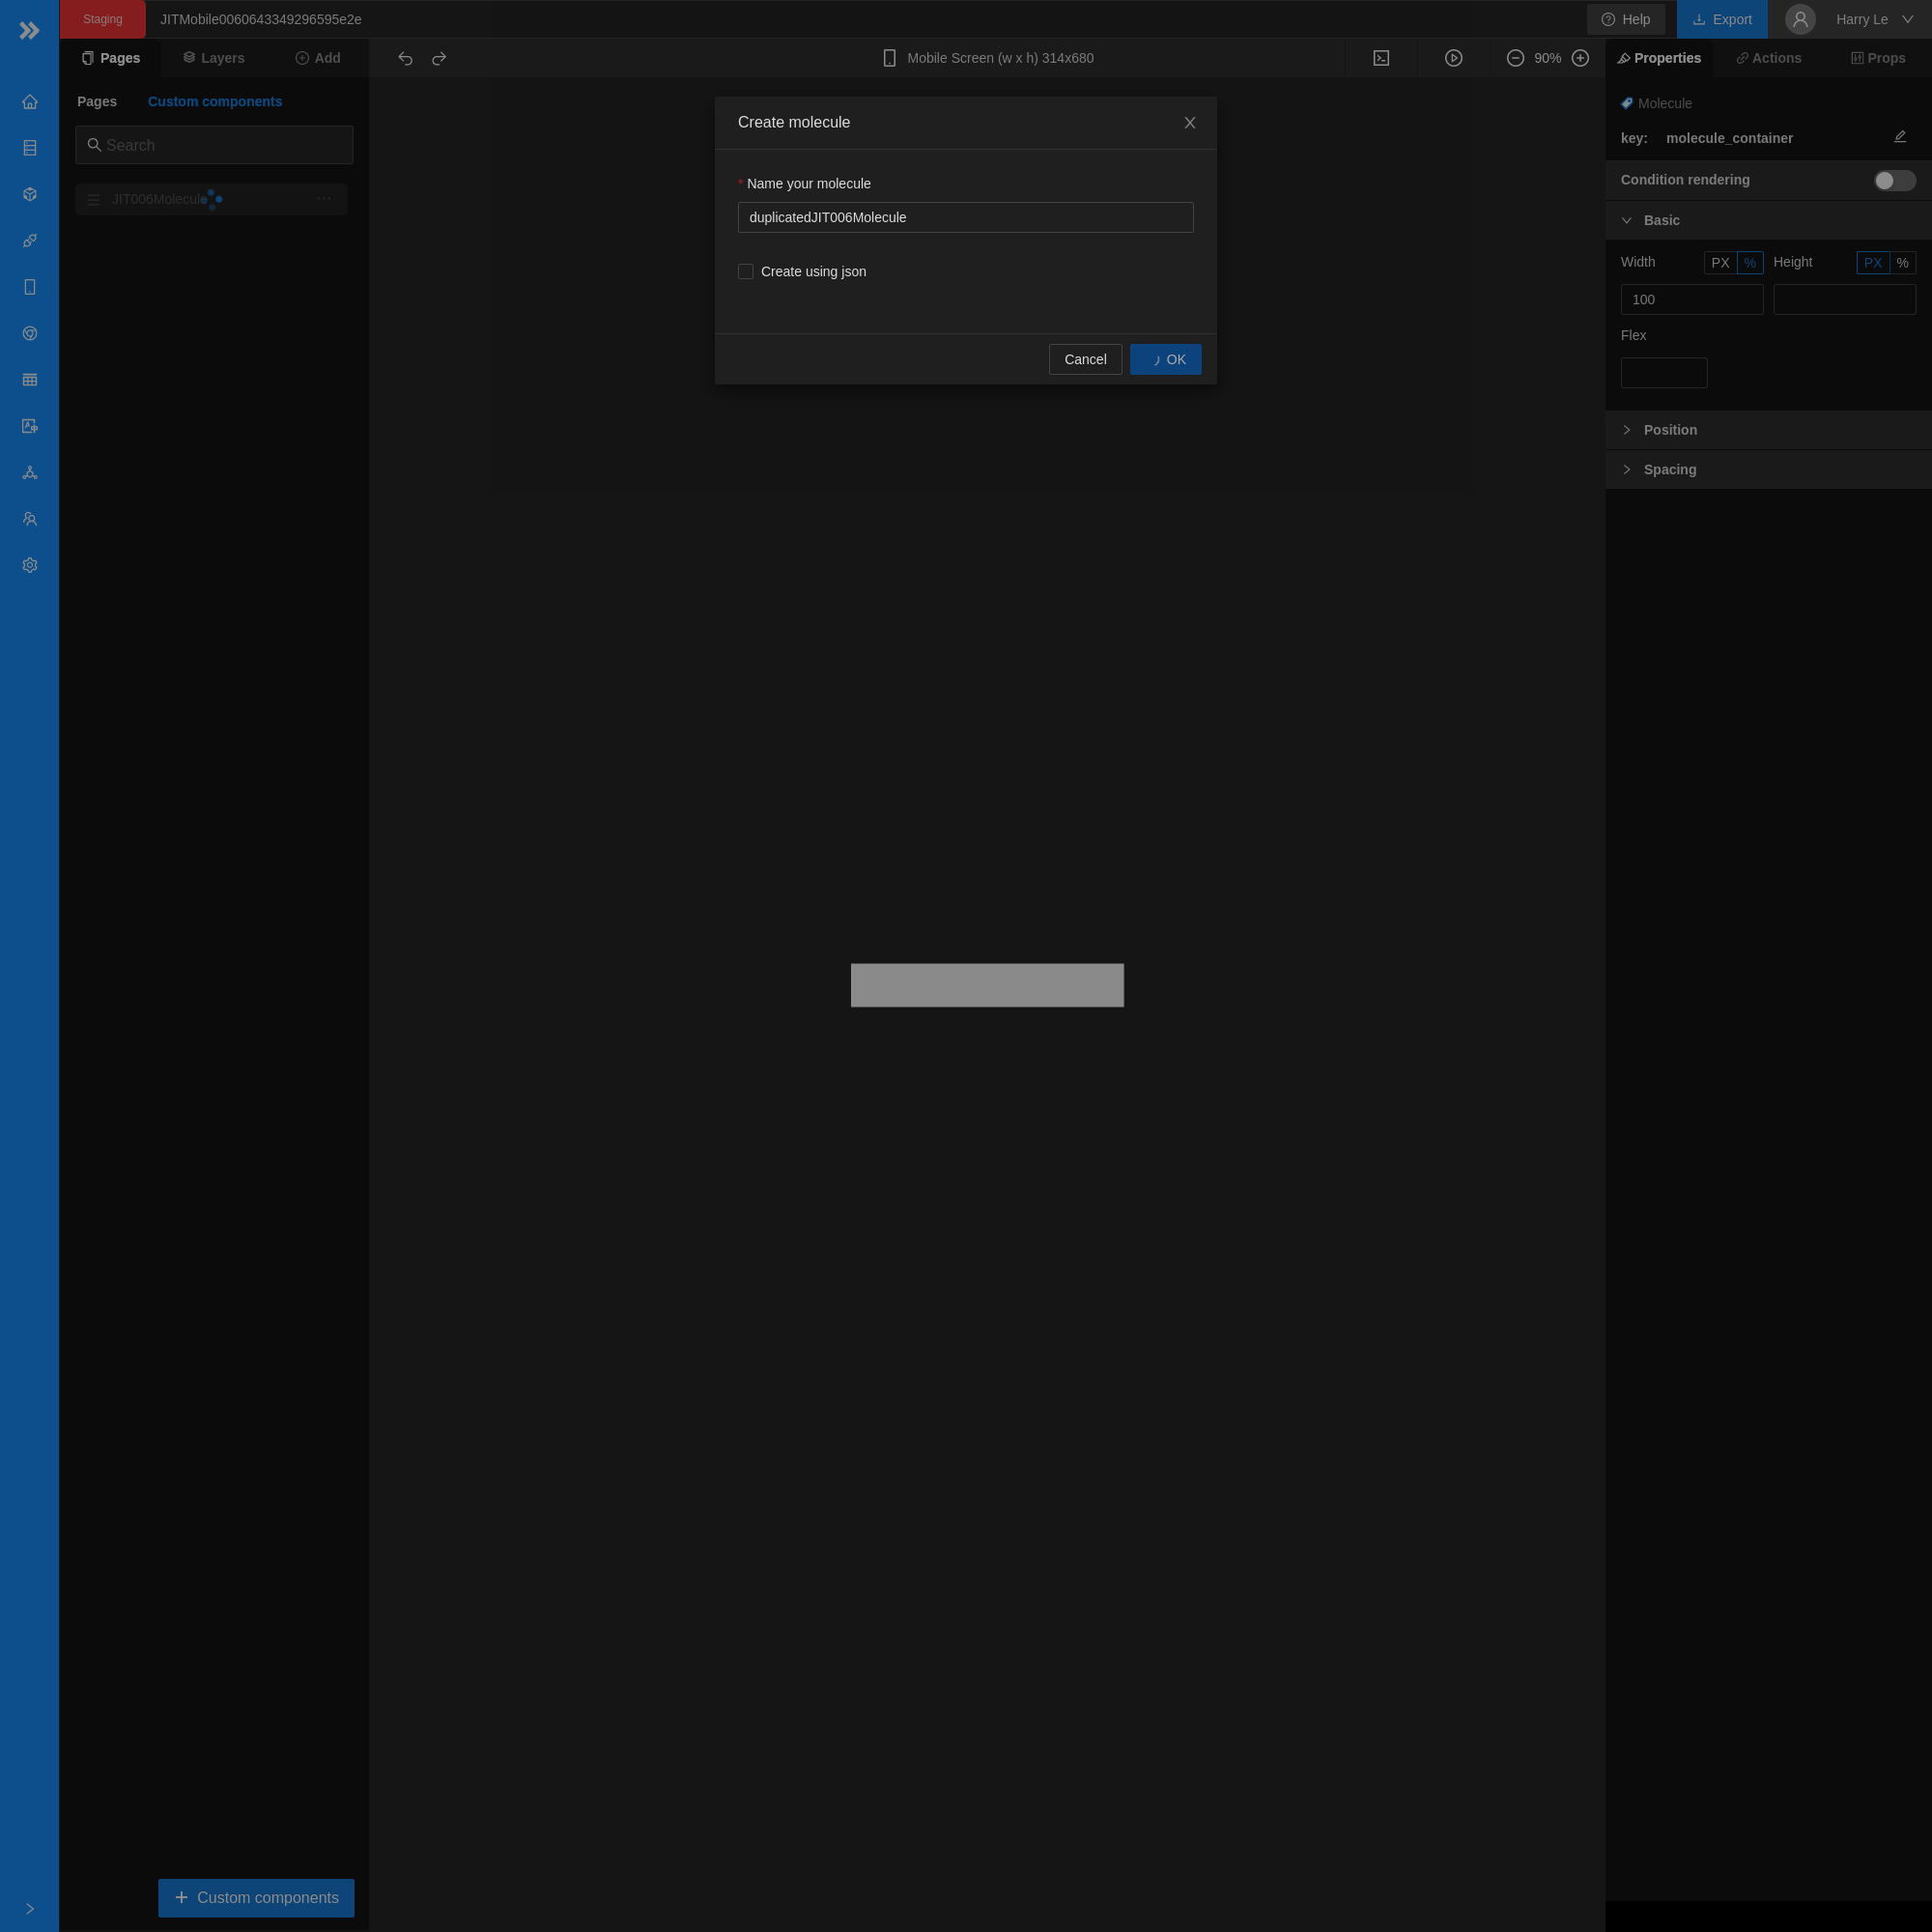 Staging
JITMobile0060643349296595e2e
Help
Export
Harry Le
Pages
Layers
Add
Mobile Screen (w x h) 314x680
90%
Properties
Actions
Props
Pages
Custom components
Search
JIT006Molecule
Create molecule
* Name your molecule
duplicatedJIT006Molecule
Create using json
Cancel
OK
Molecule
key: molecule_container
Condition rendering
Basic
Width PX % Height PX %
100
Flex
Position
Spacing
Custom components